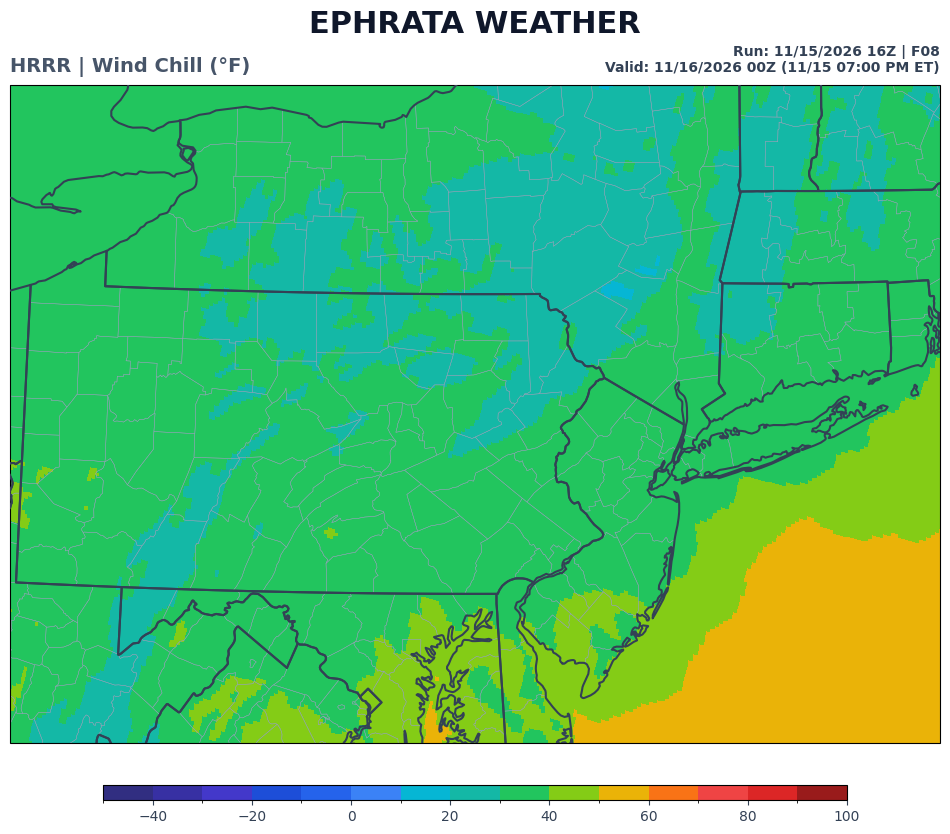 EPHRATA WEATHER
HRRR | Wind Chill (°F)
Run: 11/15/2026 16Z | F08
Valid: 11/16/2026 00Z (11/15 07:00 PM ET)
−40 −20 0 20 40 60 80 100